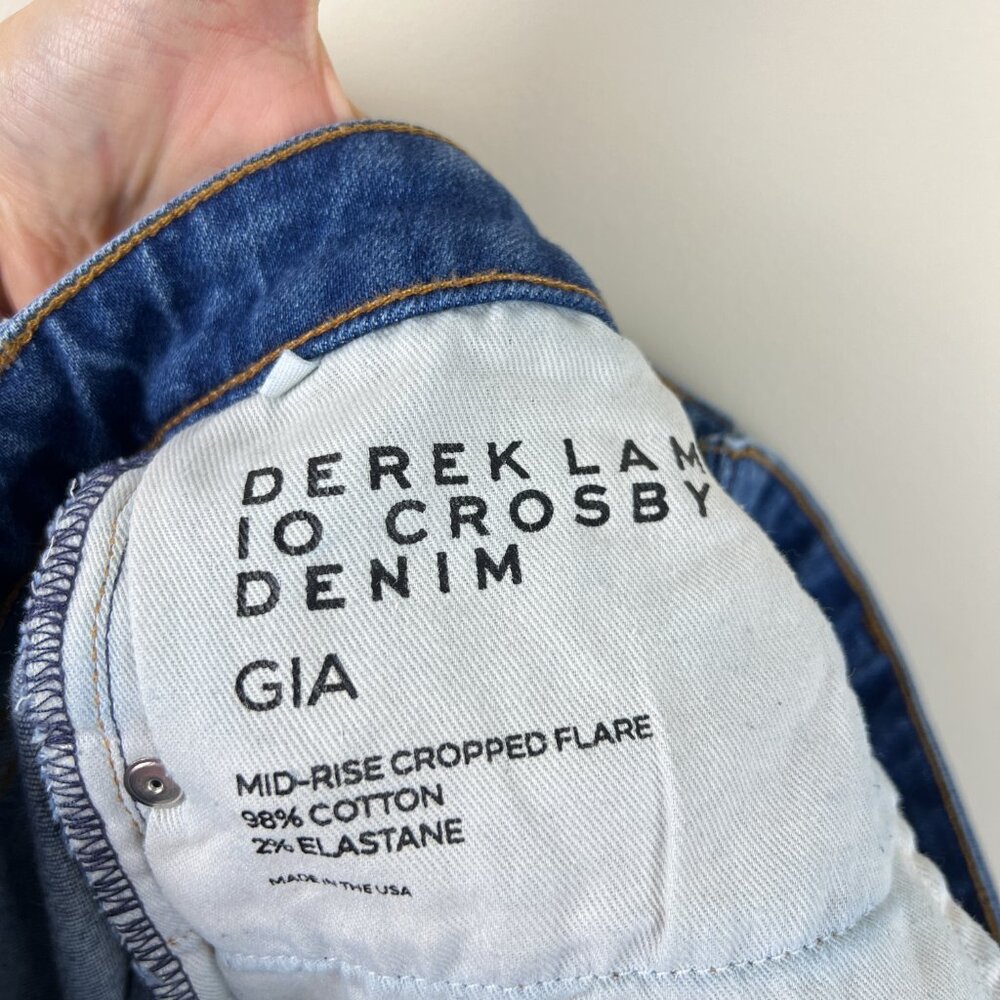 DEREK LAM
10 CROSBY
DENIM
GIA
MID-RISE CROPPED FLARE
98% COTTON
2% ELASTANE
MADE IN THE USA